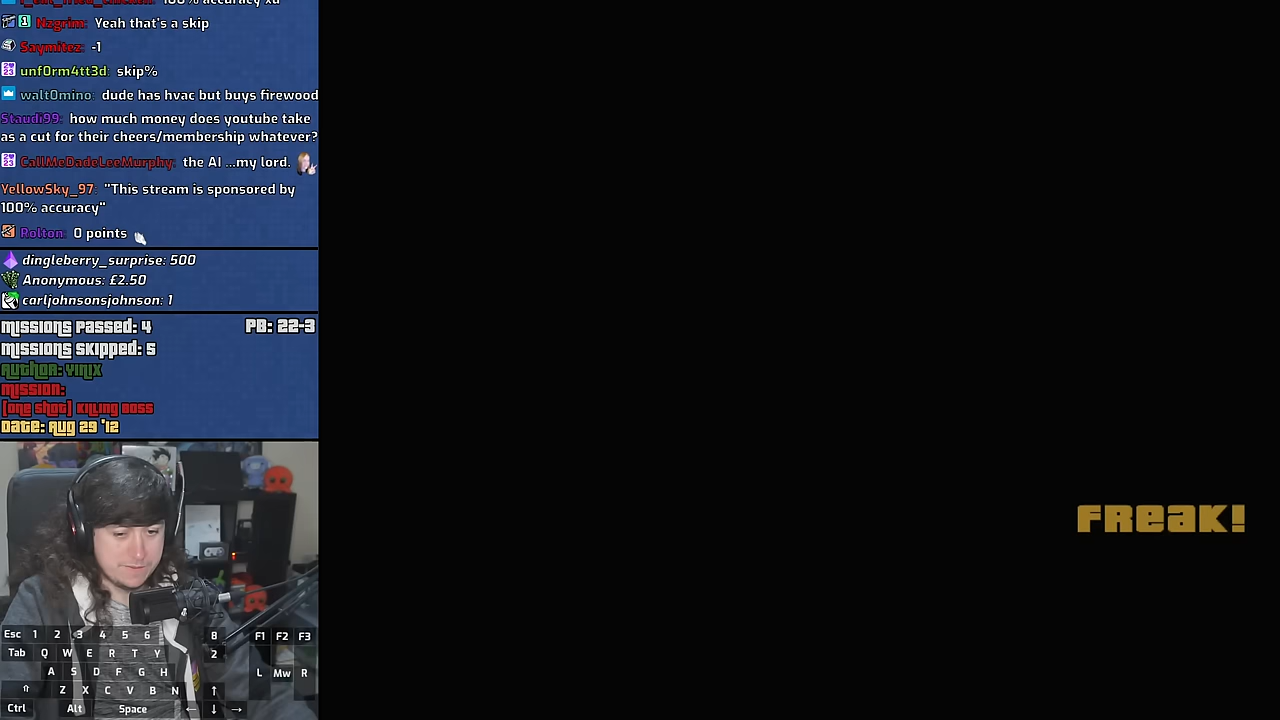 Nzgrim: Yeah that's a skip
Saymitez: -1
unf0rm4tt3d: skip%
walt0mino: dude has hvac but buys firewood
Staudi99: how much money does youtube take
as a cut for their cheers/membership whatever?
CallMeDadeLeeMurphy: the AI ...my lord.
YellowSky_97: "This stream is sponsored by
100% accuracy"
Rolton: 0 points
dingleberry_surprise: 500
Anonymous: £2.50
carljohnsonsjohnson: 1
Missions Passed: 4 PB: 22-3
Missions Skipped: 5
Author: Yinix
Mission:
[One Shot] Killing Boss
Date: Aug 29 '12
FREAK!
Esc 1 2 3 4 5 6 8 F1 F2 F3
Tab Q W E R T Y 2
A S D F G H L Mw R
⇧ Z X C V B N ↑
Ctrl Alt Space ← ↓ →